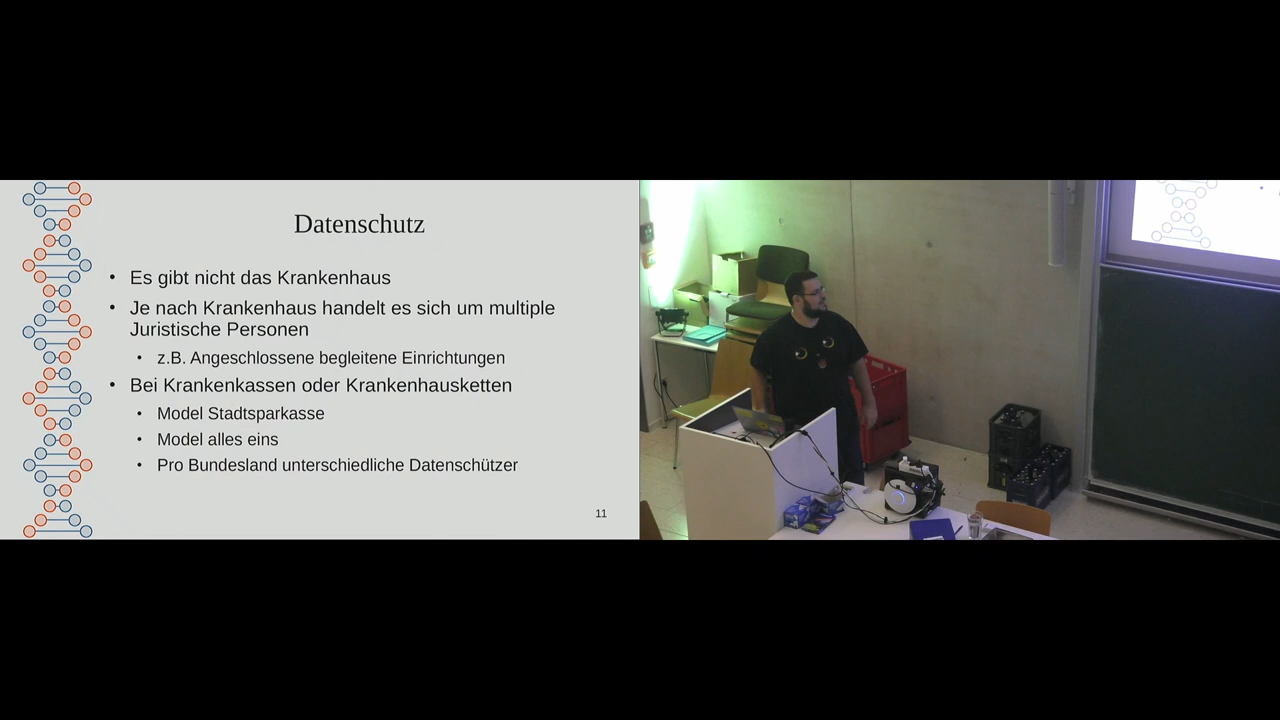 Datenschutz
• Es gibt nicht das Krankenhaus
• Je nach Krankenhaus handelt es sich um multiple
Juristische Personen
• z.B. Angeschlossene begleitene Einrichtungen
• Bei Krankenkassen oder Krankenhausketten
• Model Stadtsparkasse
• Model alles eins
• Pro Bundesland unterschiedliche Datenschützer
11